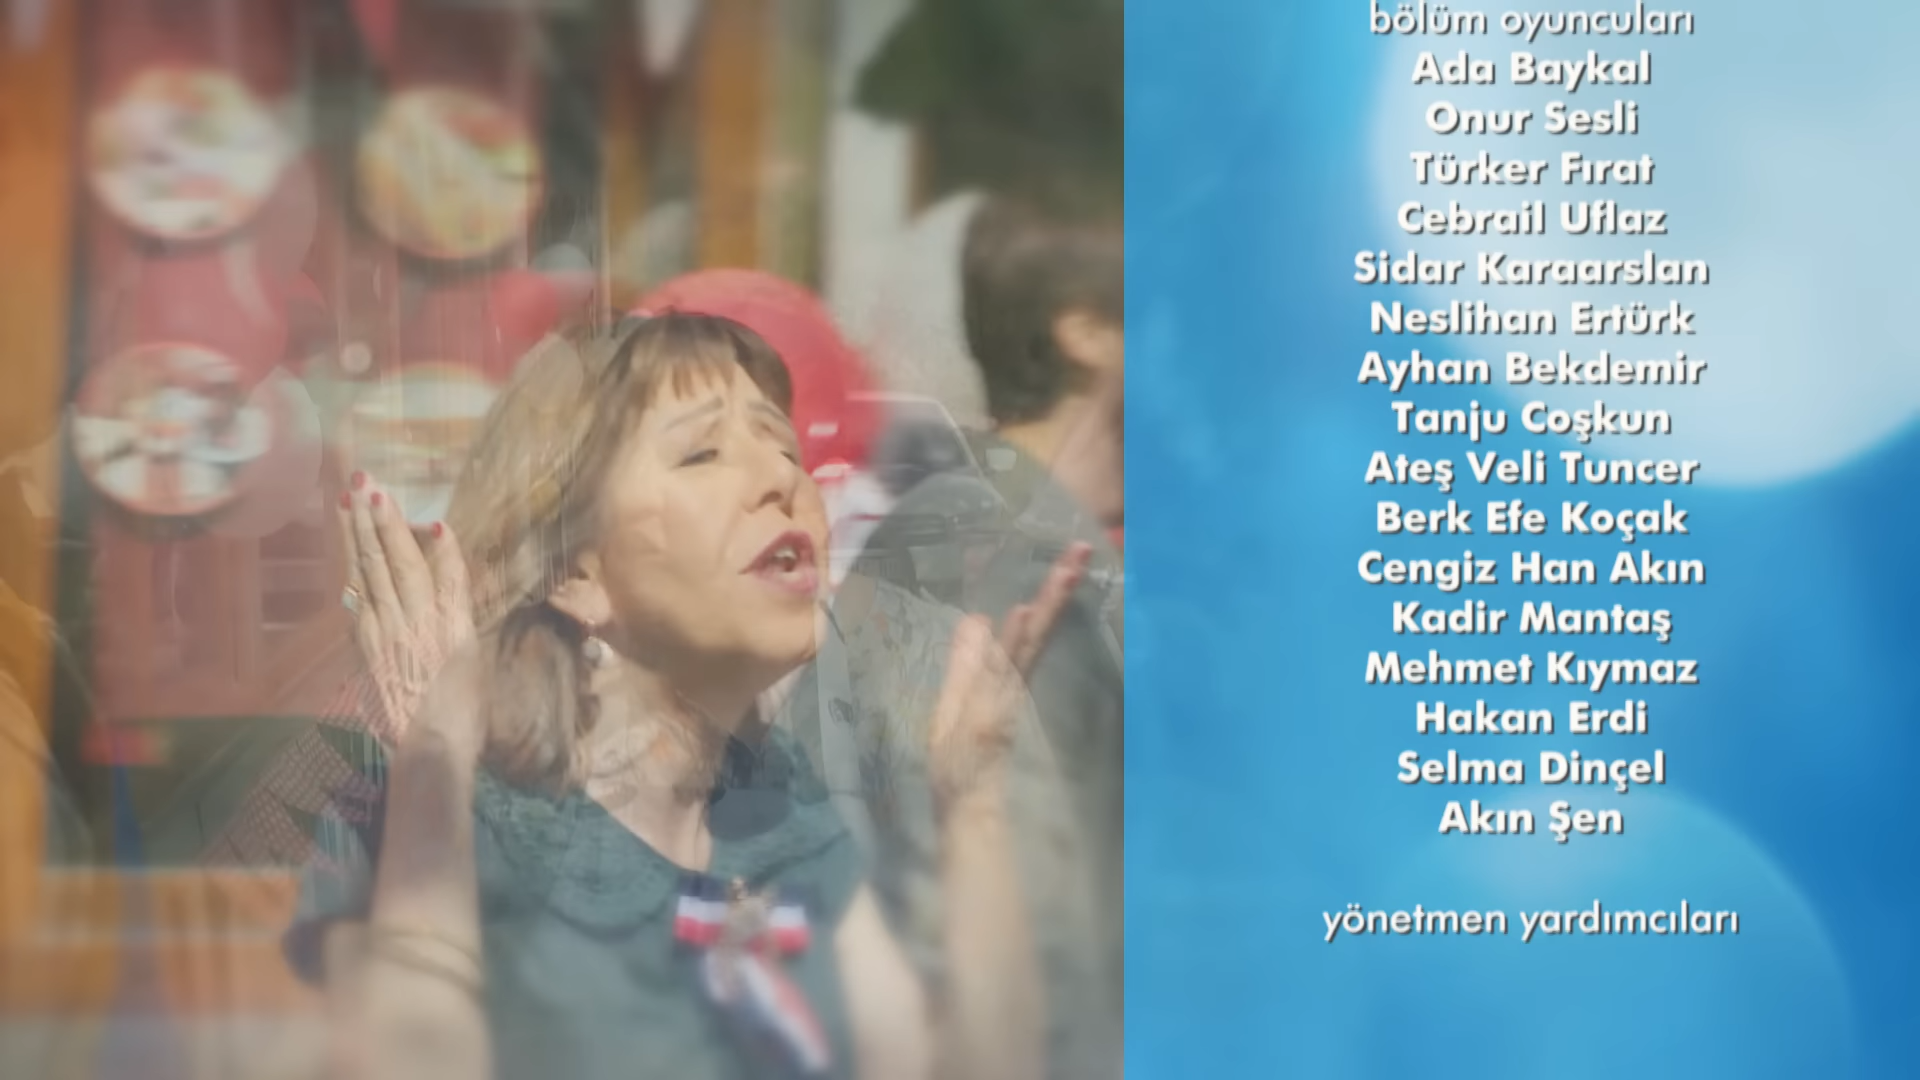 bölüm oyuncuları
Ada Baykal
Onur Sesli
Türker Fırat
Cebrail Uflaz
Sidar Karaarslan
Neslihan Ertürk
Ayhan Bekdemir
Tanju Coşkun
Ateş Veli Tuncer
Berk Efe Koçak
Cengiz Han Akın
Kadir Mantaş
Mehmet Kıymaz
Hakan Erdi
Selma Dinçel
Akın Şen
yönetmen yardımcıları